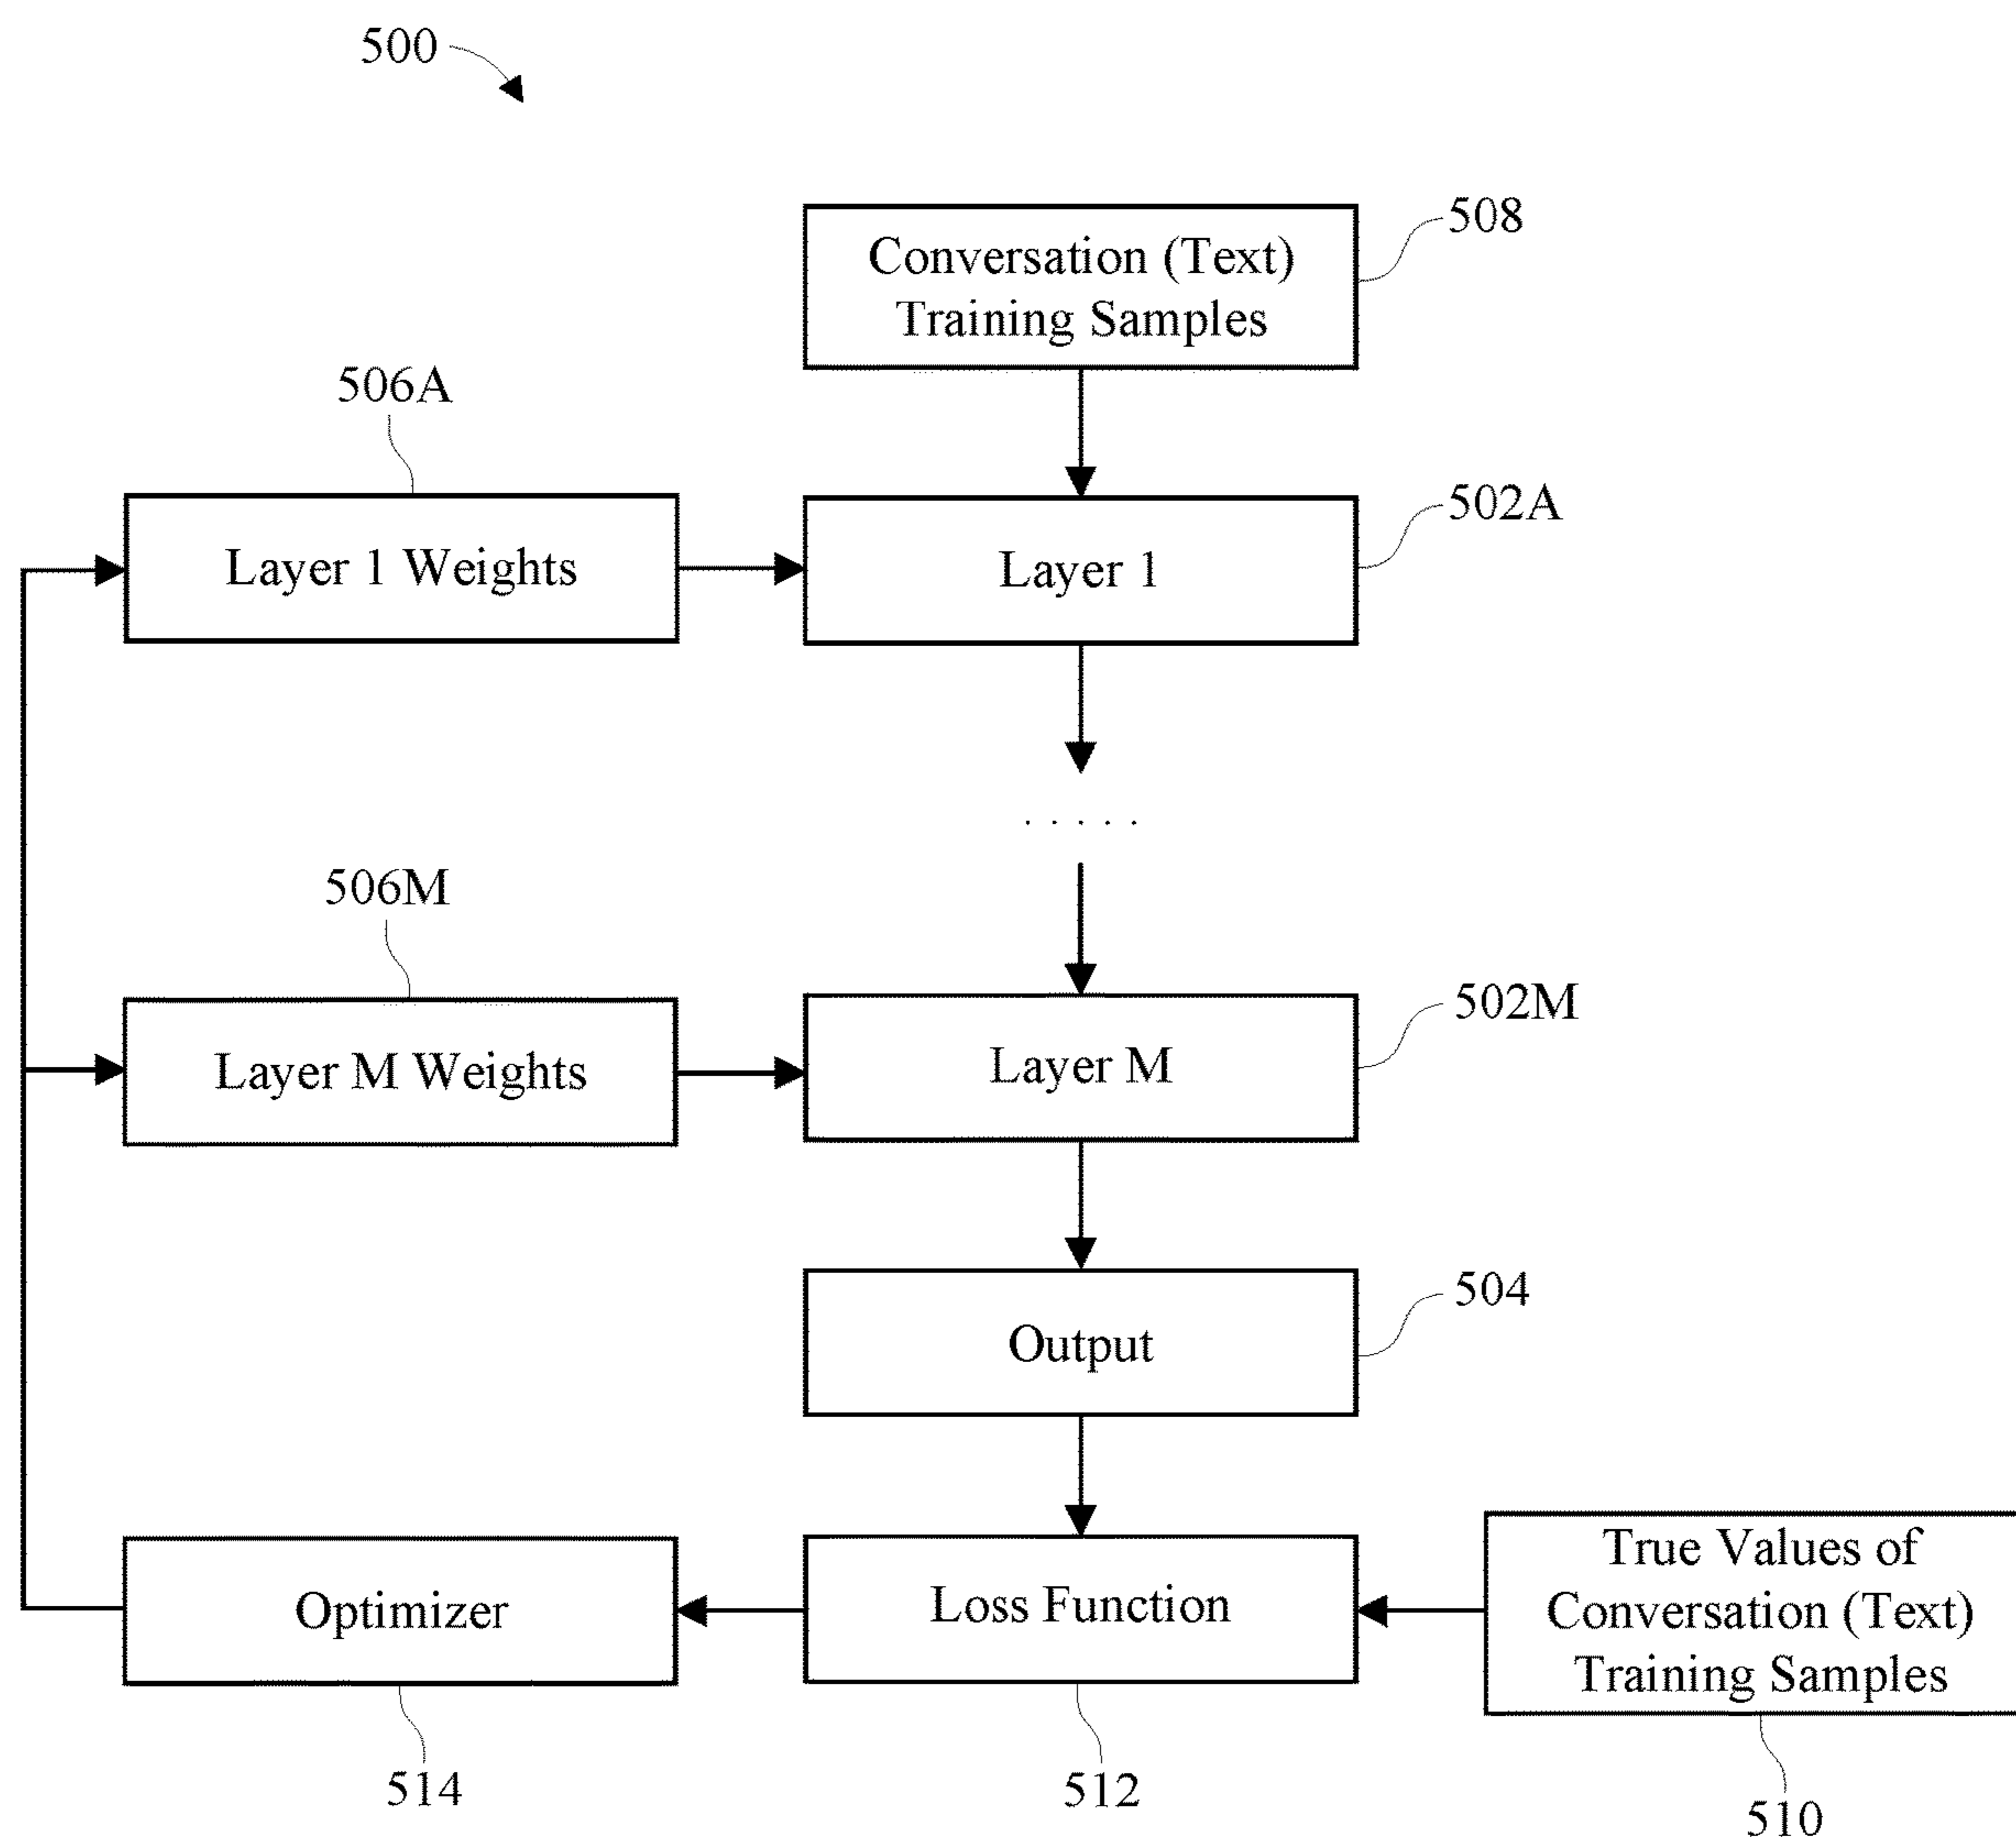 500
508
Conversation (Text)
Training Samples
506A
502A
Layer 1 Weights
Layer 1
. . . . .
506M
502M
Layer M Weights
Layer M
504
Output
True Values of
Conversation (Text)
Training Samples
Optimizer
Loss Function
514
512
510